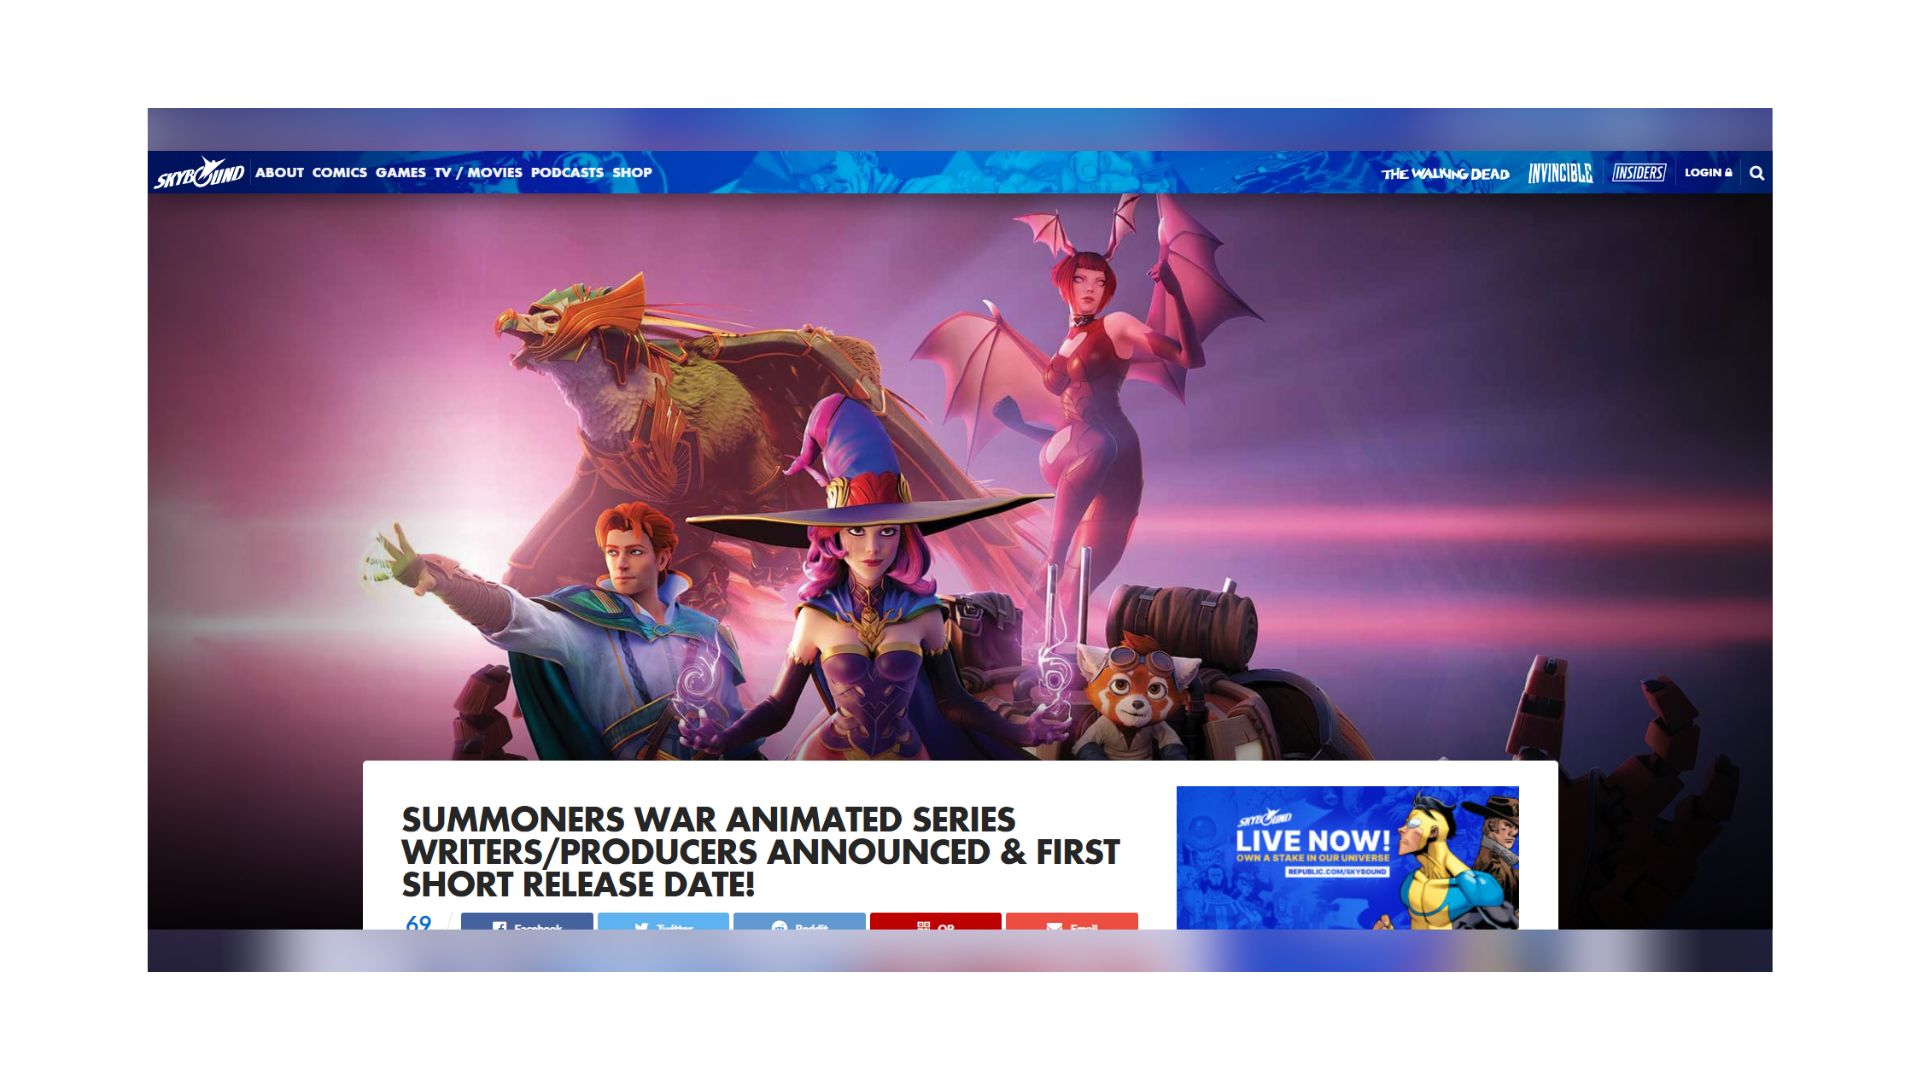 SKYBOUND ABOUT COMICS GAMES TV / MOVIES PODCASTS SHOP THE WALKING DEAD INVINCIBLE INSIDERS LOGIN
SUMMONERS WAR ANIMATED SERIES
WRITERS/PRODUCERS ANNOUNCED & FIRST
SHORT RELEASE DATE!
69 Facebook Twitter Reddit QR Email
SKYBOUND
LIVE NOW!
OWN A STAKE IN OUR UNIVERSE
REPUBLIC.COM/SKYBOUND